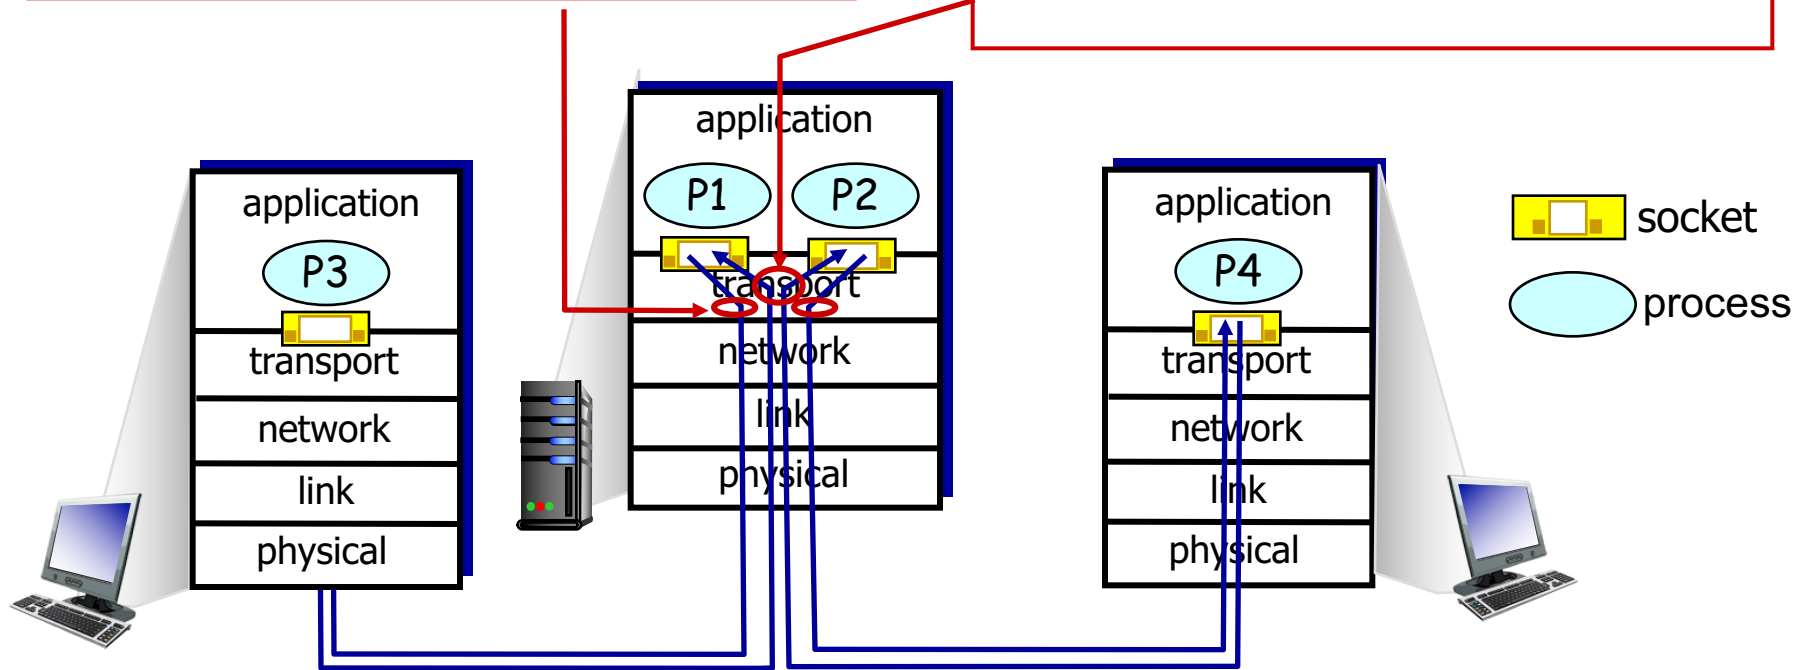 application
P3
transport
network
link
physical
application
P1
P2
transport
network
link
physical
application
P4
transport
network
link
physical
socket
process